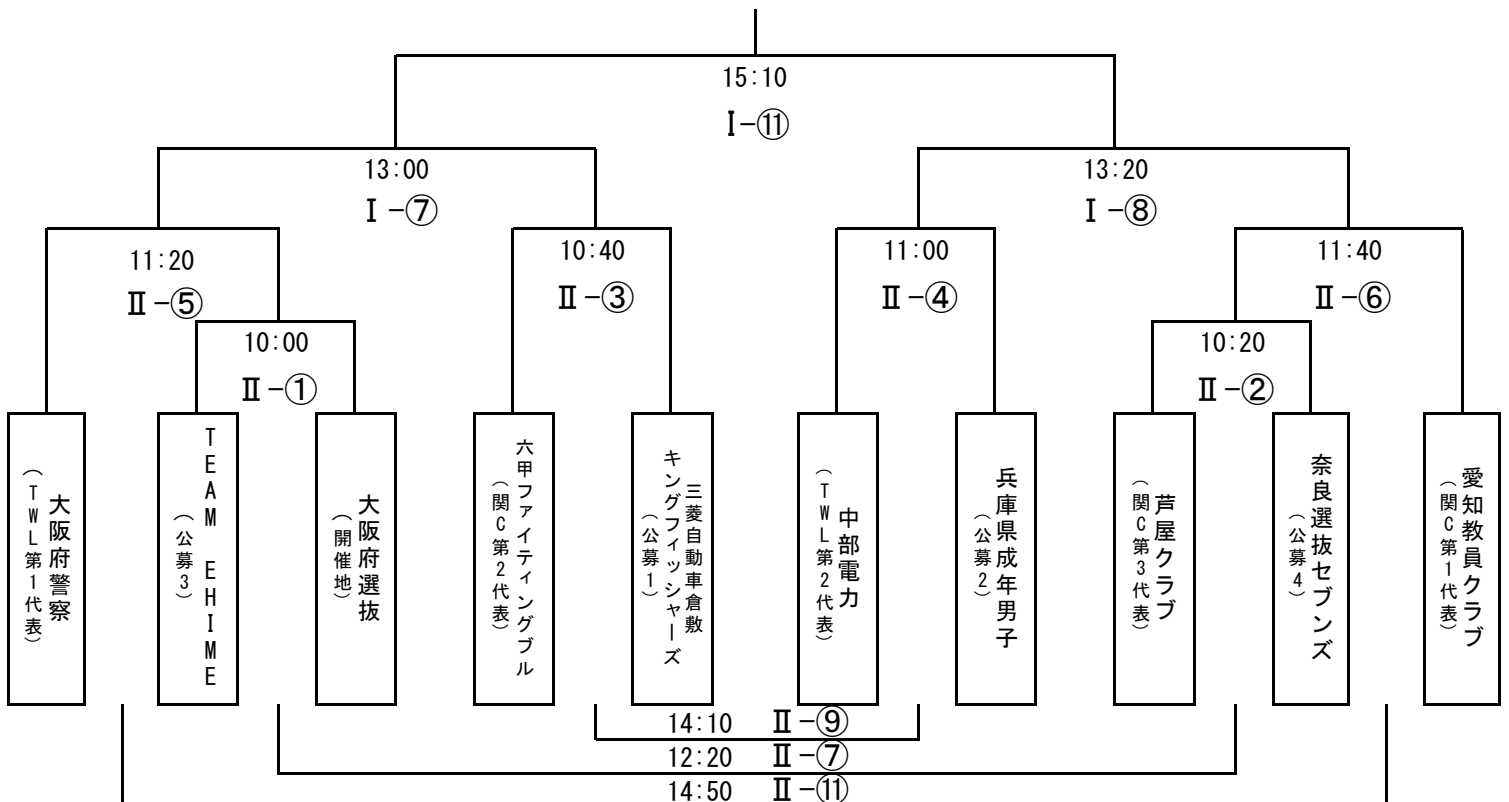 15:10
Ⅰ-⑪
13:00
Ⅰ-⑦
13:20
Ⅰ-⑧
11:20
Ⅱ-⑤
10:40
Ⅱ-③
11:00
Ⅱ-④
11:40
Ⅱ-⑥
10:00
Ⅱ-①
10:20
Ⅱ-②
大阪府警察
（TWL第1代表）
TEAM EHIME
（公募3）
大阪府選抜
（開催地）
六甲ファイティングブル
（関C第2代表）
三菱自動車倉敷
キングフィッシャーズ
（公募1）
中部電力
（TWL第2代表）
兵庫県成年男子
（公募2）
芦屋クラブ
（関C第3代表）
奈良選抜セブンズ
（公募4）
愛知教員クラブ
（関C第1代表）
14:10 Ⅱ-⑨
12:20 Ⅱ-⑦
14:50 Ⅱ-⑪